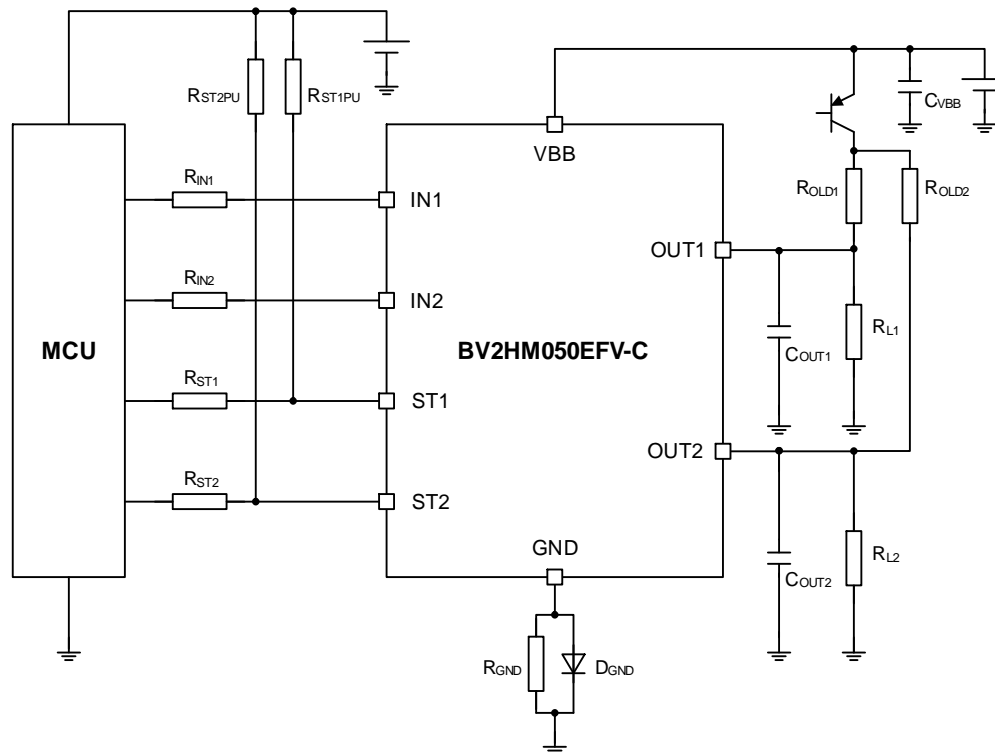 RST2PU
RST1PU
CVBB
VBB
RIN1
IN1
ROLD1
ROLD2
OUT1
RIN2
IN2
MCU
BV2HM050EFV-C
COUT1
RL1
RST1
ST1
OUT2
RST2
ST2
GND
COUT2
RL2
RGND
DGND